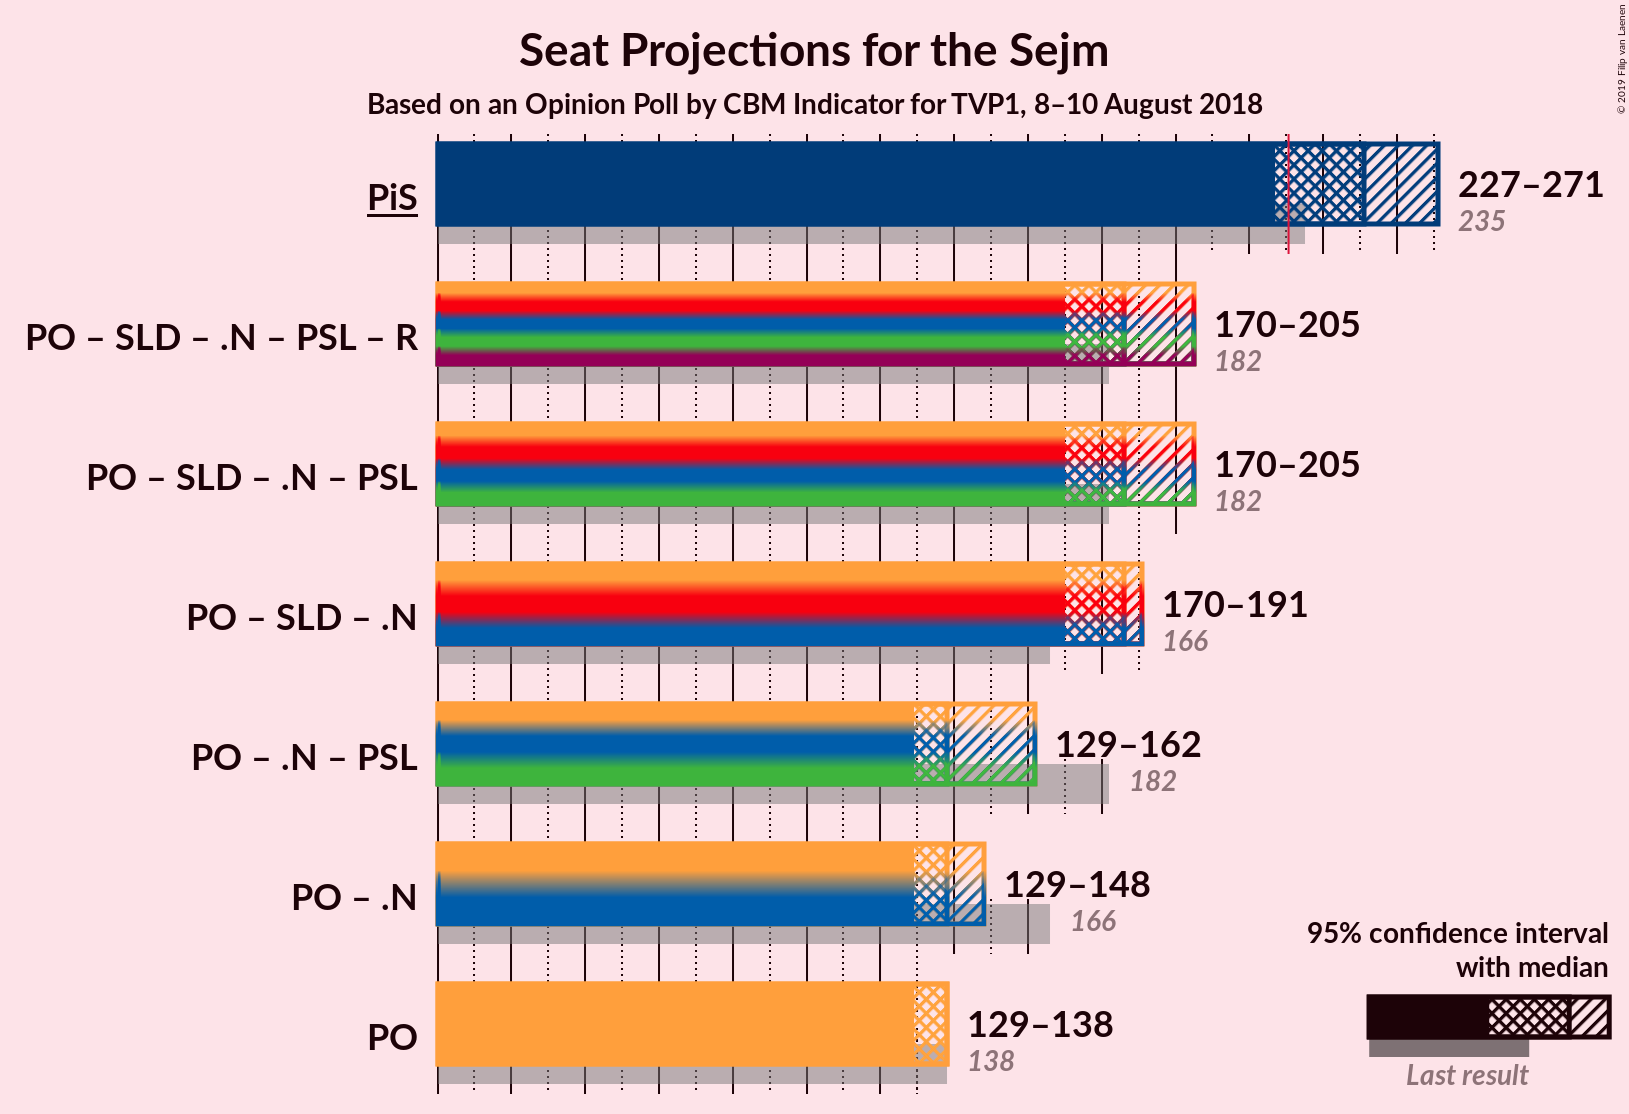 Seat Projections for the Sejm
Based on an Opinion Poll by CBM Indicator for TVP1, 8–10 August 2018
© 2019 Filip van Laenen
PiS
227–271
235
PO – SLD – .N – PSL – R
170–205
182
PO – SLD – .N – PSL
170–205
182
PO – SLD – .N
170–191
166
PO – .N – PSL
129–162
182
PO – .N
129–148
166
PO
129–138
138
95% confidence interval
with median
Last result